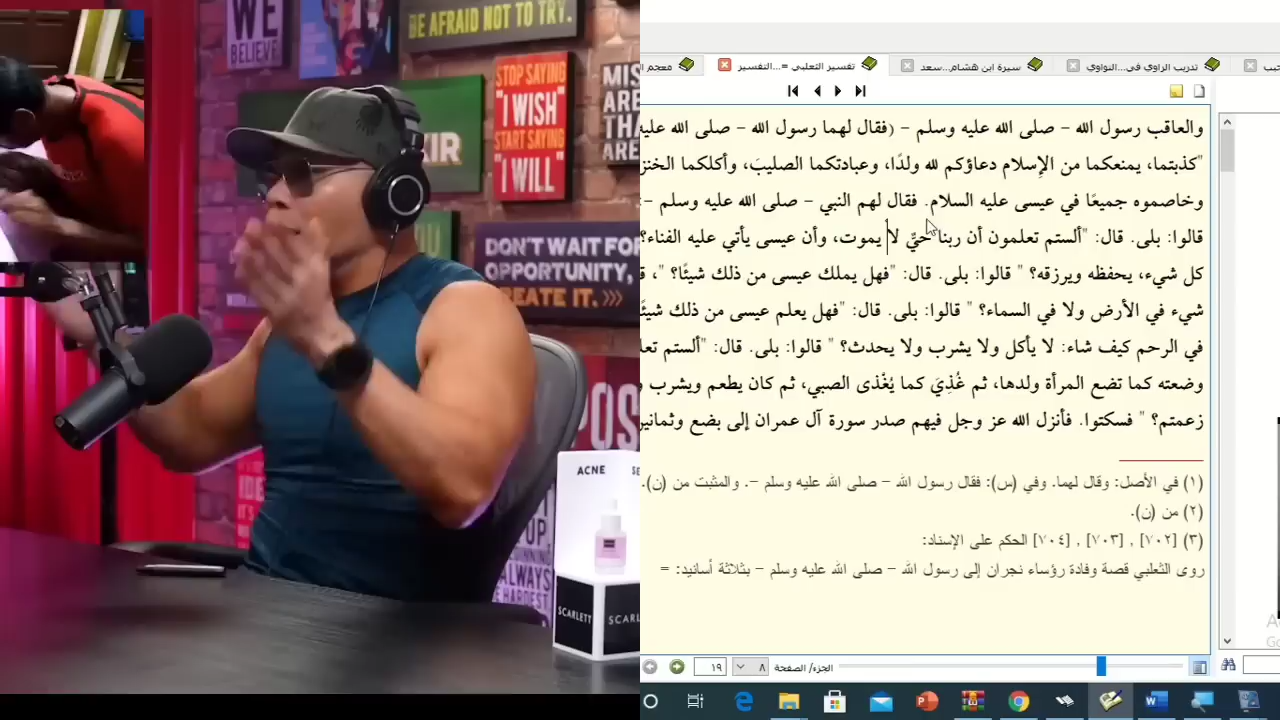 WE
BELIEVE
BE AFRAID NOT TO TRY.
STOP SAYING
"I WISH"
START SAYING
"I WILL"
MIS
ARE
THA
ARE
DON'T WAIT FOR
OPPORTUNITY,
CREATE IT.
POS
ACNE
SCARLETT
SCARL
ALWAYS
HARDEST
تفسير الثعلبي =...التفسير
سيرة ابن هشام...سعد
تدريب الراوي في...النواوي
والعاقب رسول الله - صلى الله عليه وسلم - (فقال لهما رسول الله - صلى الله عليه
"كذبتما، يمنعكما من الإسلام دعاؤكم لله ولدًا، وعبادتكما الصليبَ، وأكلكما الخنز
وخاصموه جميعًا في عيسى عليه السلام. فقال لهم النبي - صلى الله عليه وسلم -:
قالوا: بلى. قال: "ألستم تعلمون أن ربنا حيٌّ لا يموت، وأن عيسى يأتي عليه الفناء؟
كل شيء، يحفظه ويرزقه؟ " قالوا: بلى. قال: "فهل يملك عيسى من ذلك شيئًا؟ "، ق
شيء في الأرض ولا في السماء؟ " قالوا: بلى. قال: "فهل يعلم عيسى من ذلك شيئً
في الرحم كيف شاء: لا يأكل ولا يشرب ولا يحدث؟ " قالوا: بلى. قال: "ألستم تعل
وضعته كما تضع المرأة ولدها، ثم غُذِيَ كما يُغْذى الصبي، ثم كان يطعم ويشرب و
زعمتم؟ " فسكتوا. فأنزل الله عز وجل فيهم صدر سورة آل عمران إلى بضع وثمانين
(١) في الأصل: وقال لهما. وفي (س): فقال رسول الله - صلى الله عليه وسلم -. والمثبت من (ن).
(٢) من (ن).
(٣) [٧٠٢] , [٧٠٣] , [٧٠٤] الحكم على الإسناد:
روى الثعلبي قصة وفادة رؤساء نجران إلى رسول الله - صلى الله عليه وسلم - بثلاثة أسانيد: =
الجزء/ الصفحة
٨
١٩